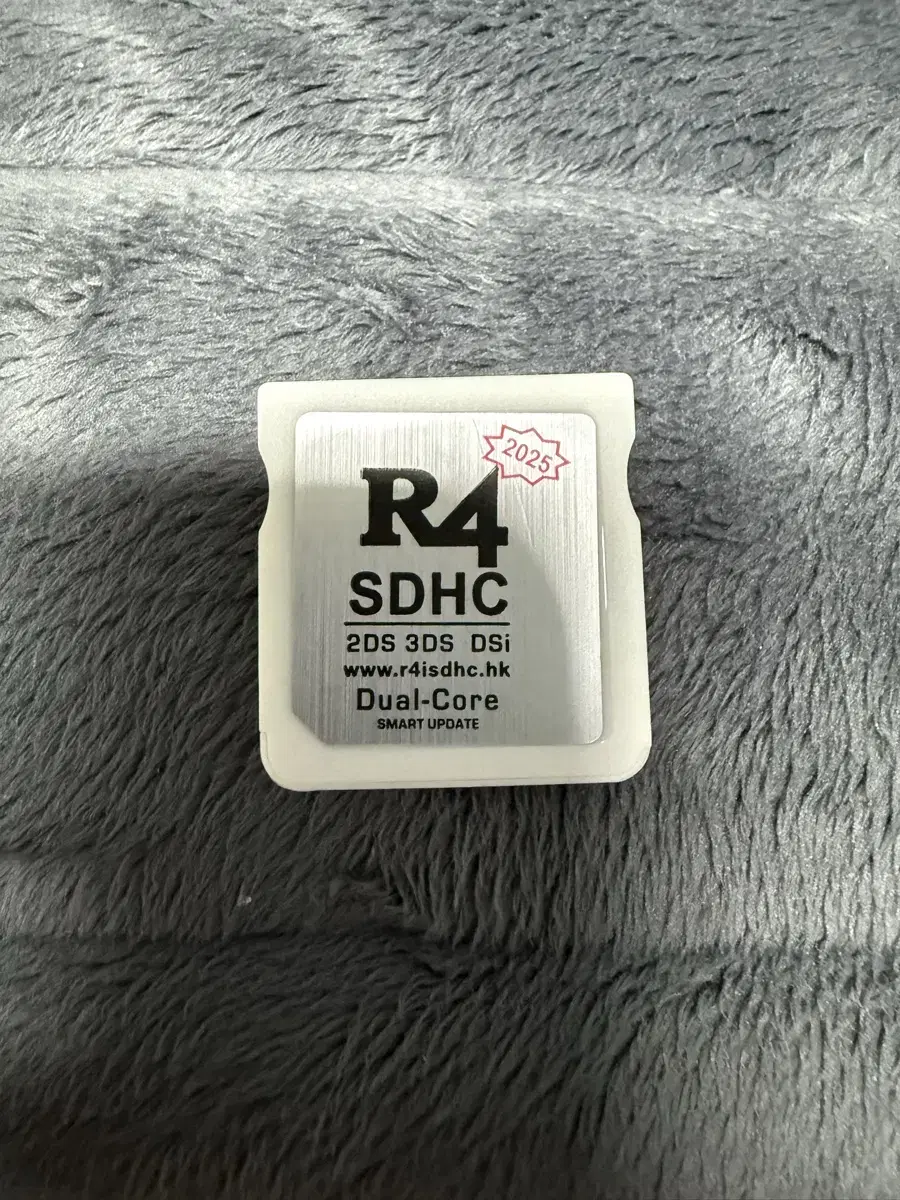 2025
R4
SDHC
2DS 3DS DSi
www.r4isdhc.hk
Dual-Core
SMART UPDATE